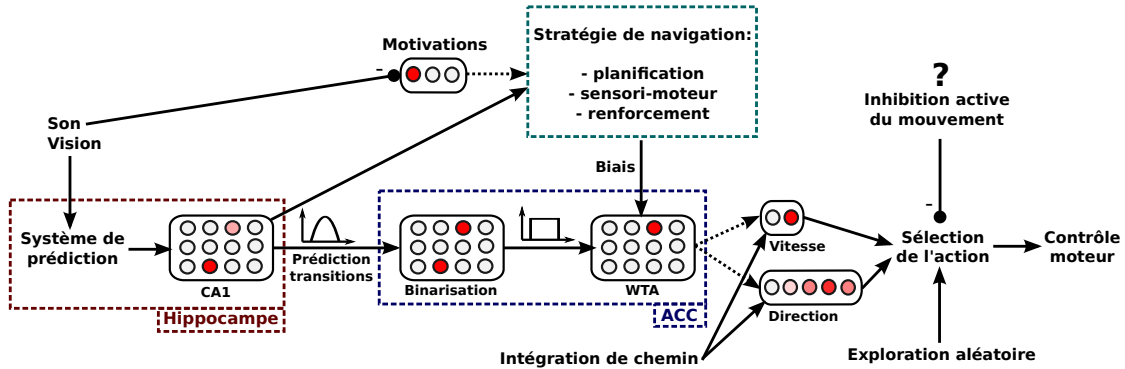 Motivations
-
Stratégie de navigation:
- planification
- sensori-moteur
- renforcement
?
Inhibition active
du mouvement
-
Son
Vision
Biais
Système de
prédiction
CA1
Prédiction
transitions
Binarisation
WTA
Vitesse
Direction
Sélection
de l'action
Contrôle
moteur
Hippocampe
ACC
Intégration de chemin
Exploration aléatoire